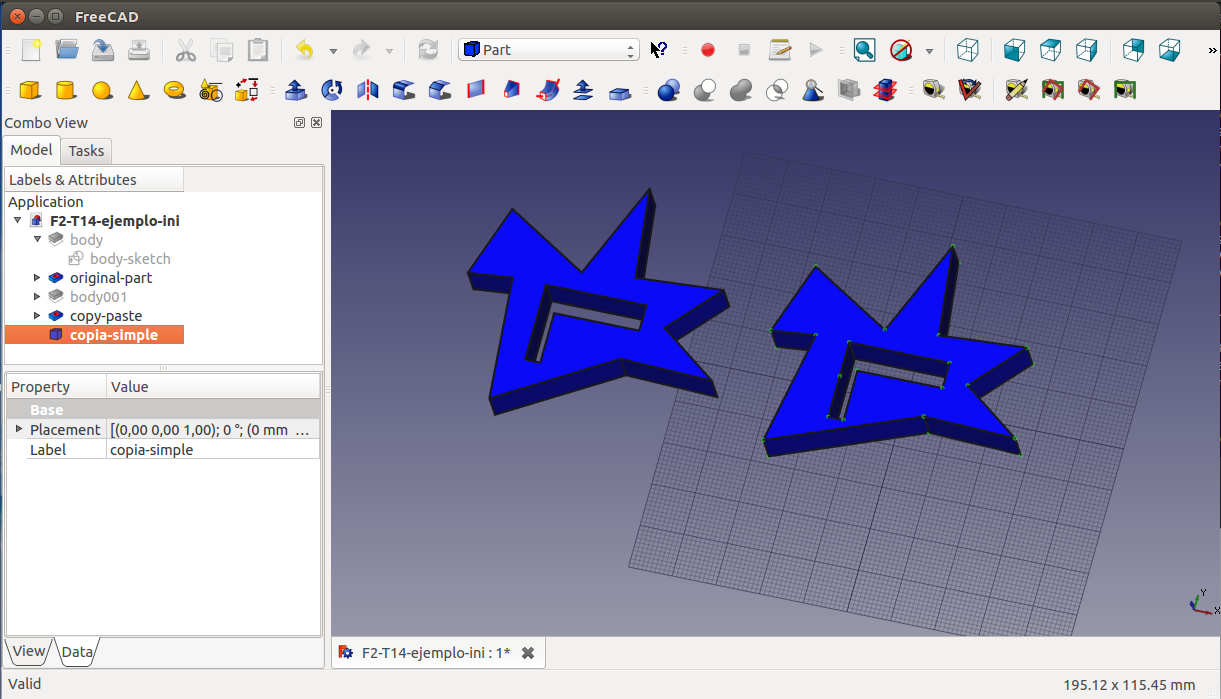 FreeCAD
Part
»
Combo View
Model
Tasks
Labels & Attributes
Application
F2-T14-ejemplo-ini
body
body-sketch
original-part
body001
copy-paste
copia-simple
Property Value
Base
Placement [(0,00 0,00 1,00); 0 °; (0 mm ...
Label copia-simple
Y
X
View
Data
F2-T14-ejemplo-ini : 1*
Valid
195.12 x 115.45 mm